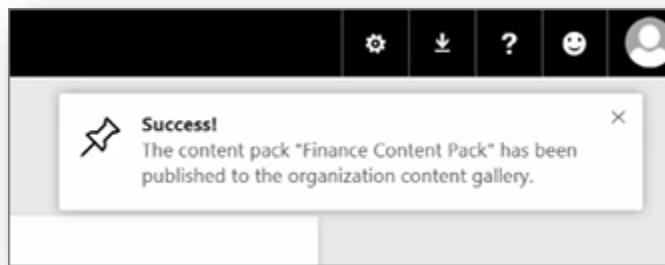 ?
Success!
The content pack "Finance Content Pack" has been
published to the organization content gallery.